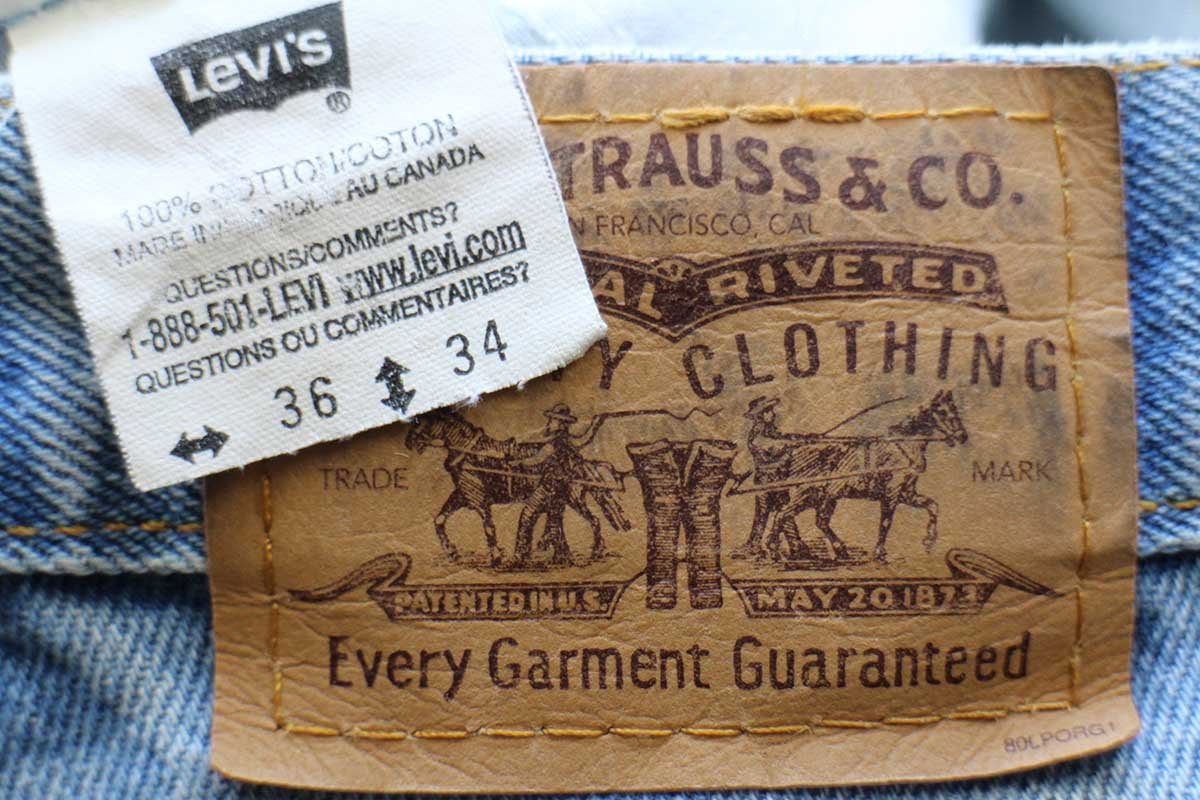 Levi's
®
100% COTTON/COTON
MADE IN AU CANADA
QUESTIONS/COMMENTS?
1-888-501-LEVI www.levi.com
QUESTIONS OU COMMENTAIRES?
36 34
TRAUSS & CO.
N FRANCISCO, CAL
AL RIVETED
Y CLOTHING
TRADE MARK
PATENTED IN U.S. MAY 20 1873
Every Garment Guaranteed
80LPORG1